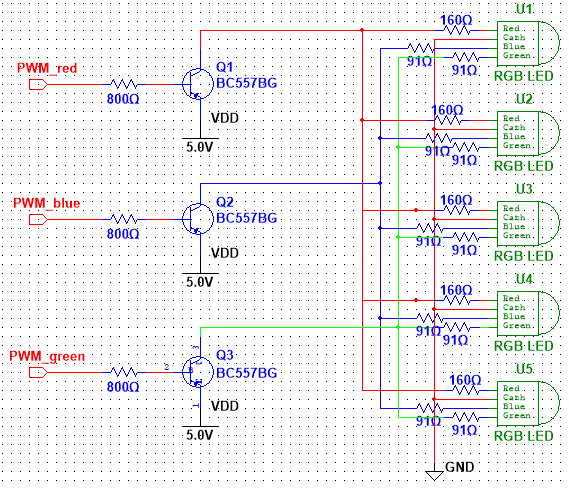 U1
160Ω
Red
Cath
Blue
Green
91Ω
91Ω
RGB LED
PWM_red
800Ω
Q1
BC557BG
VDD
5.0V
U2
160Ω
Red
Cath
Blue
Green
91Ω
91Ω
RGB LED
PWM_blue
800Ω
Q2
BC557BG
VDD
5.0V
U3
160Ω
Red
Cath
Blue
Green
91Ω
91Ω
RGB LED
U4
160Ω
Red
Cath
Blue
Green
91Ω
91Ω
RGB LED
PWM_green
800Ω
2
3
B
1
Q3
BC557BG
VDD
5.0V
U5
160Ω
Red
Cath
Blue
Green
91Ω
91Ω
RGB LED
GND